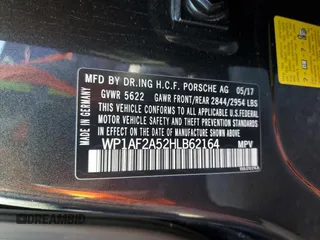 MFD BY DR.ING H.C.F. PORSCHE AG 05/17
GVWR 5622 GAWR FRONT/REAR 2844/2954 LBS
THIS VEHICLE CONFORMS TO ALL APPLICABLE U.S.FEDERAL
MOTOR VEHICLE SAFETY, BUMPER, AND THEFT
PREVENTION STANDARDS IN EFFECT ON THE DATE OF
MANUFACTURE SHOWN ABOVE.
WP1AF2A52HLB62164 MPV
MADE IN GERMANY
DREAMBID